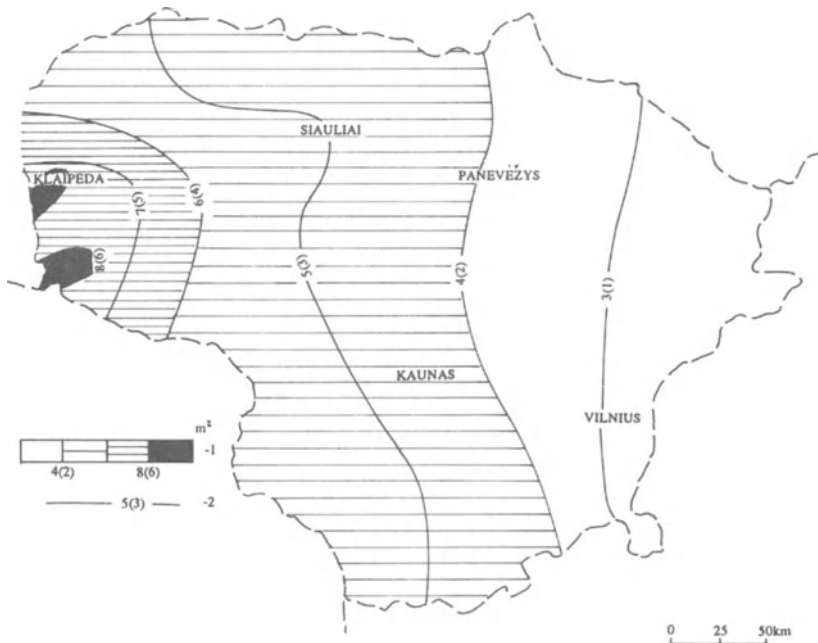 SIAULIAI
KLAIPEDA
PANEVĖŽYS
7(5)
6(4)
8(6)
5(3)
4(2)
3(1)
KAUNAS
VILNIUS
m²
-1
4(2) 8(6)
5(3) -2
0 25 50km